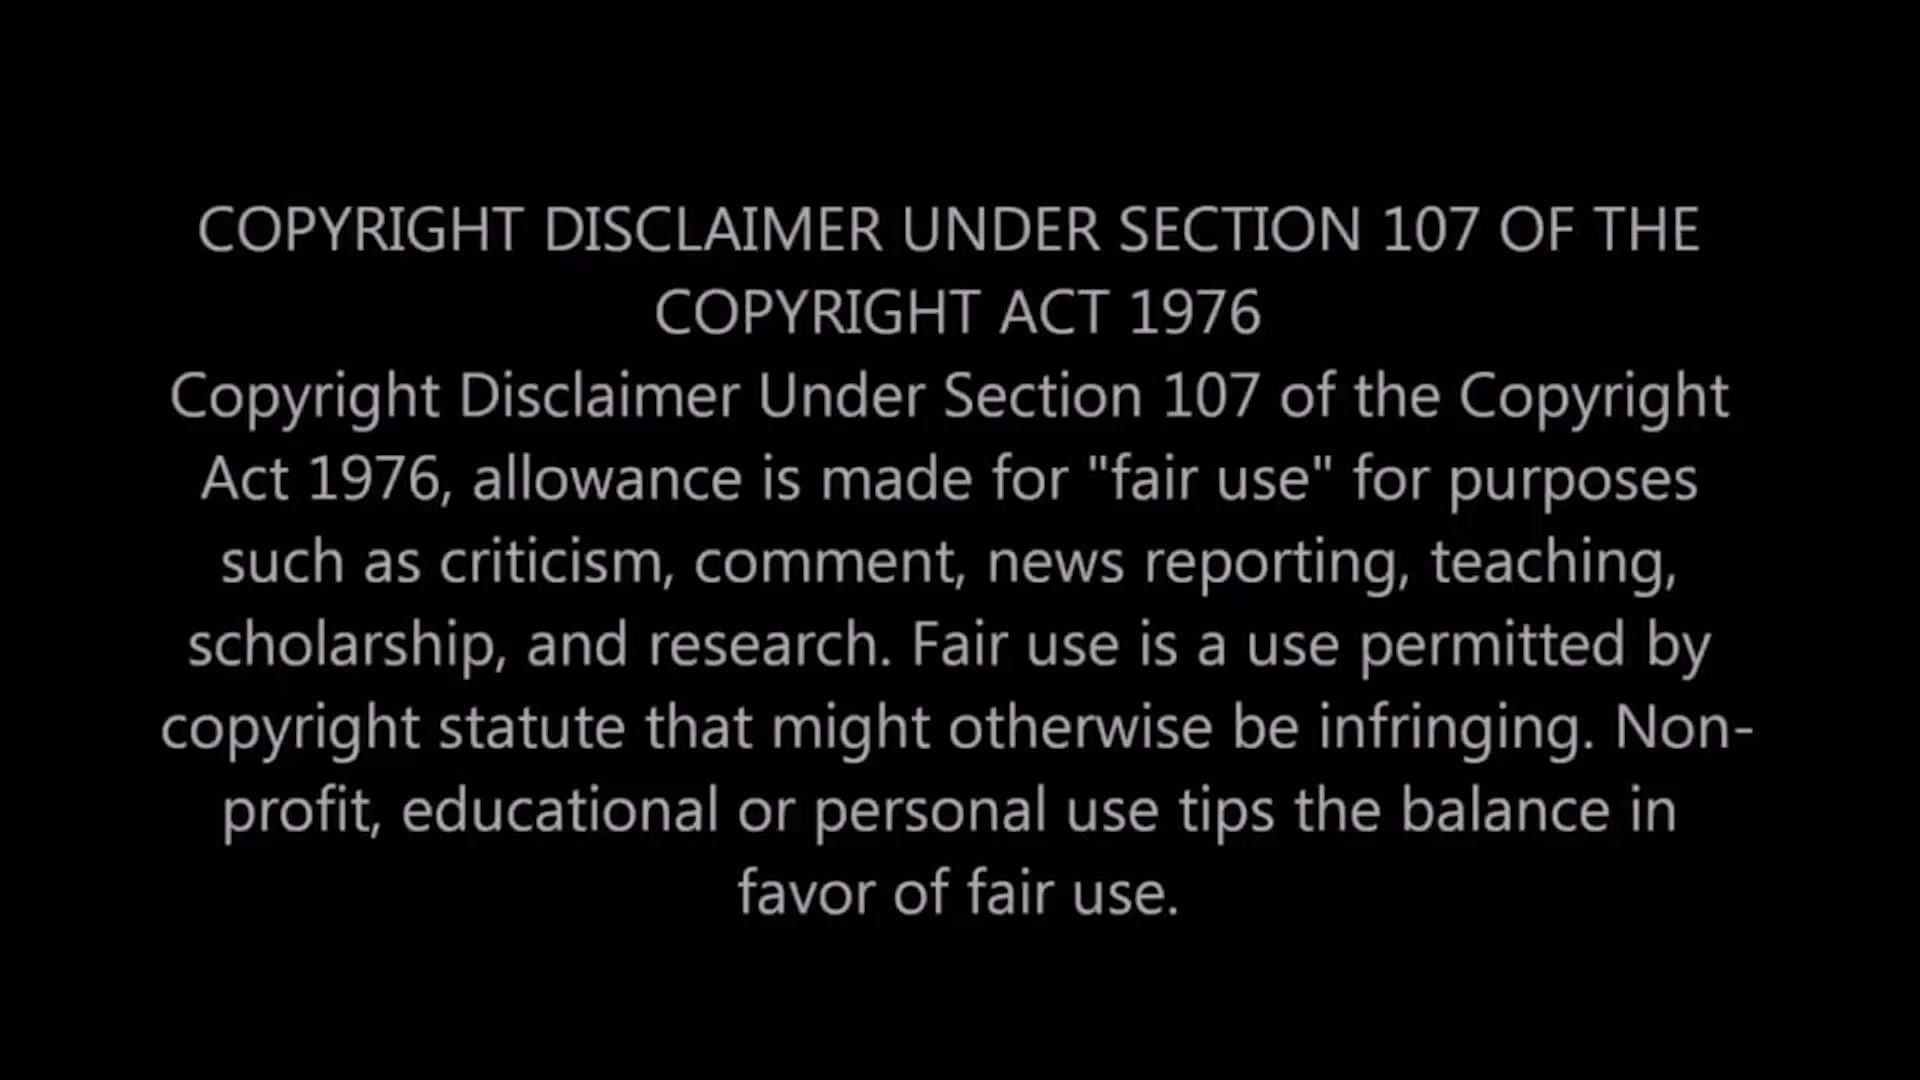 COPYRIGHT DISCLAIMER UNDER SECTION 107 OF THE
COPYRIGHT ACT 1976
Copyright Disclaimer Under Section 107 of the Copyright
Act 1976, allowance is made for "fair use" for purposes
such as criticism, comment, news reporting, teaching,
scholarship, and research. Fair use is a use permitted by
copyright statute that might otherwise be infringing. Non-
profit, educational or personal use tips the balance in
favor of fair use.